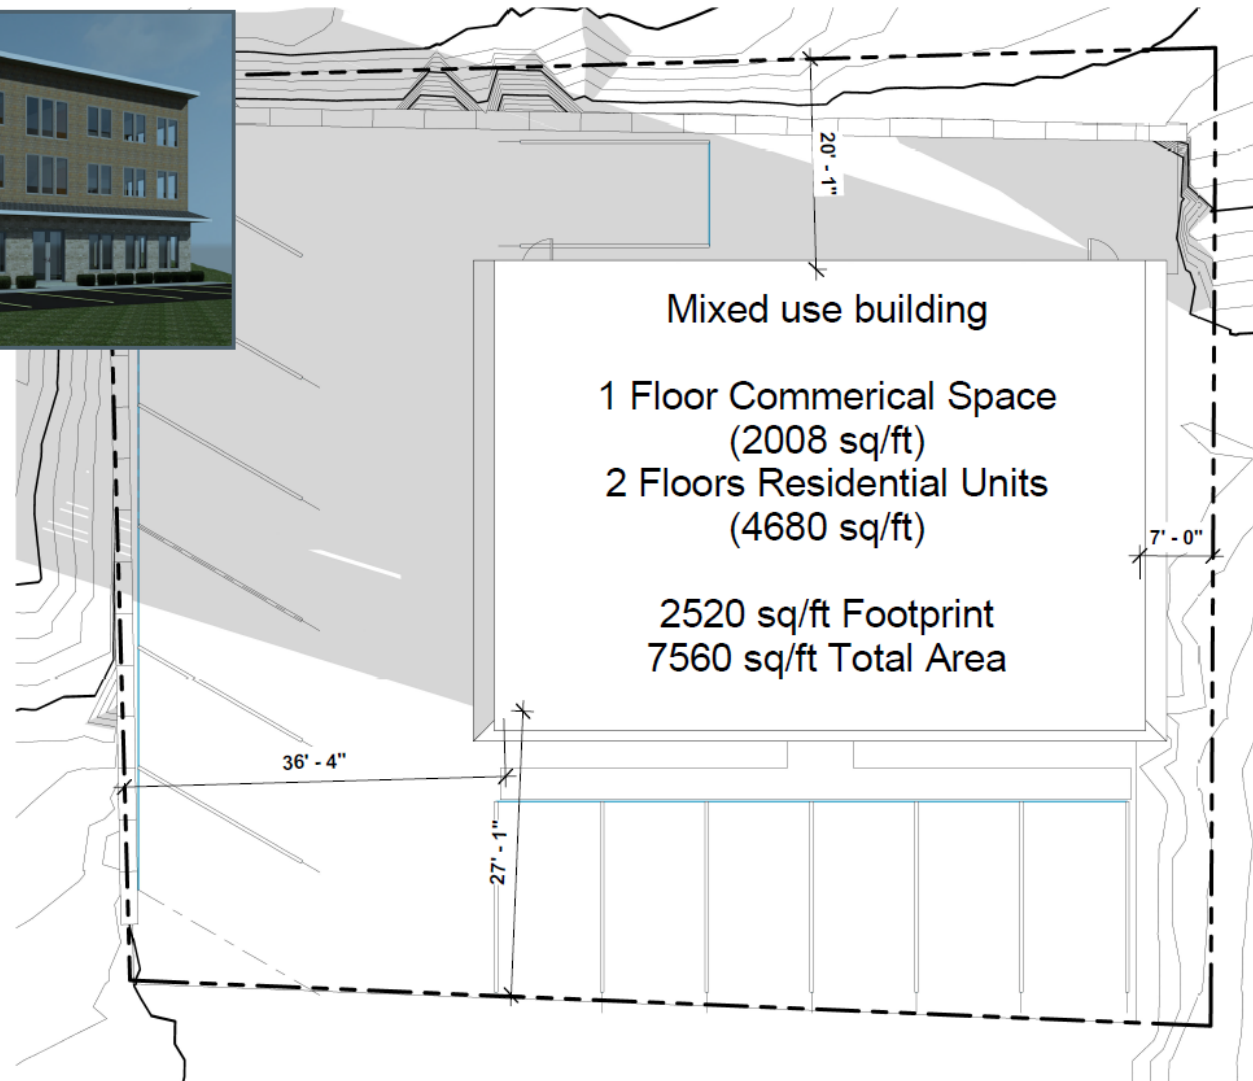 20' - 1"
Mixed use building
1 Floor Commerical Space
(2008 sq/ft)
2 Floors Residential Units
(4680 sq/ft)
7' - 0"
2520 sq/ft Footprint
7560 sq/ft Total Area
36' - 4"
27' - 1"